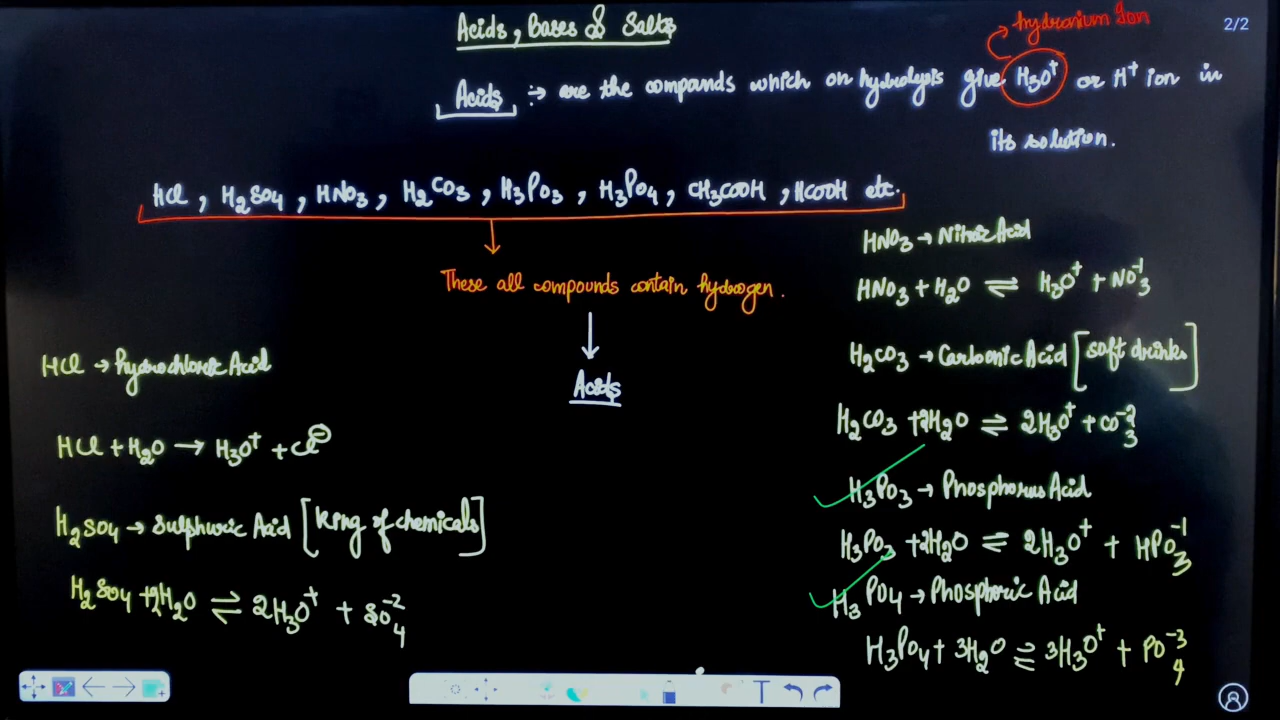 Acids, Bases & Salts
2/2
hydronium Ion
Acids :→ are the compounds which on hydrolysis give H3O+ or H+ ion in
its solution.
HCl, H2SO4, HNO3, H2CO3, H3PO3, H3PO4, CH3COOH, HCOOH etc.
These all compounds contain hydrogen.
Acids
HCl → Hydrochloric Acid
HCl + H2O → H3O+ + Cl⊖
H2SO4 → Sulphuric Acid [King of chemicals]
H2SO4 + 2H2O ⇌ 2H3O+ + SO4-2
HNO3 → Nitric Acid
HNO3 + H2O ⇌ H3O+ + NO3-1
H2CO3 → Carbonic Acid [soft drinks]
H2CO3 + 2H2O ⇌ 2H3O+ + CO3-2
H3PO3 → Phosphorus Acid
H3PO3 + 2H2O ⇌ 2H3O+ + HPO3-1
H3PO4 → Phosphoric Acid
H3PO4 + 3H2O ⇌ 3H3O+ + PO4-3
T